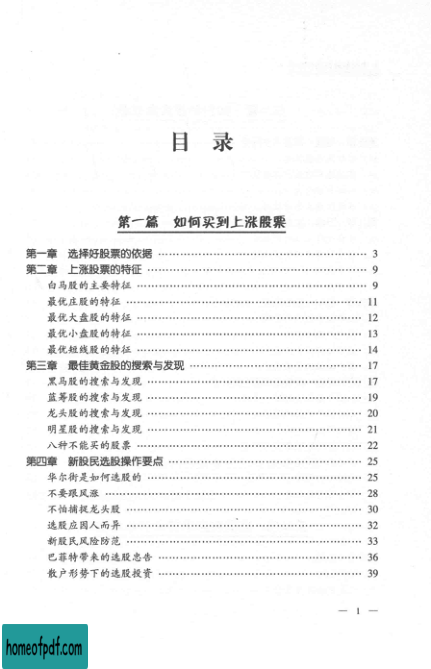 目 录
第一篇 如何买到上涨股票
第一章 选择好股票的依据 …… 3
第二章 上涨股票的特征 …… 9
白马股的主要特征 …… 9
最优庄股的特征 …… 11
最优大盘股的特征 …… 12
最优小盘股的特征 …… 13
最优短线股的特征 …… 14
第三章 最佳黄金股的搜索与发现 …… 17
黑马股的搜索与发现 …… 17
蓝筹股的搜索与发现 …… 19
龙头股的搜索与发现 …… 20
明星股的搜索与发现 …… 21
八种不能买的股票 …… 22
第四章 新股民选股操作要点 …… 25
华尔街是如何选股的 …… 25
不要跟风涨 …… 28
不怕捕捉龙头股 …… 30
选股应因人而异 …… 32
新股民风险防范 …… 33
巴菲特带来的选股忠告 …… 36
散户形势下的选股投资 …… 39
— 1 —
homeofpdf.com